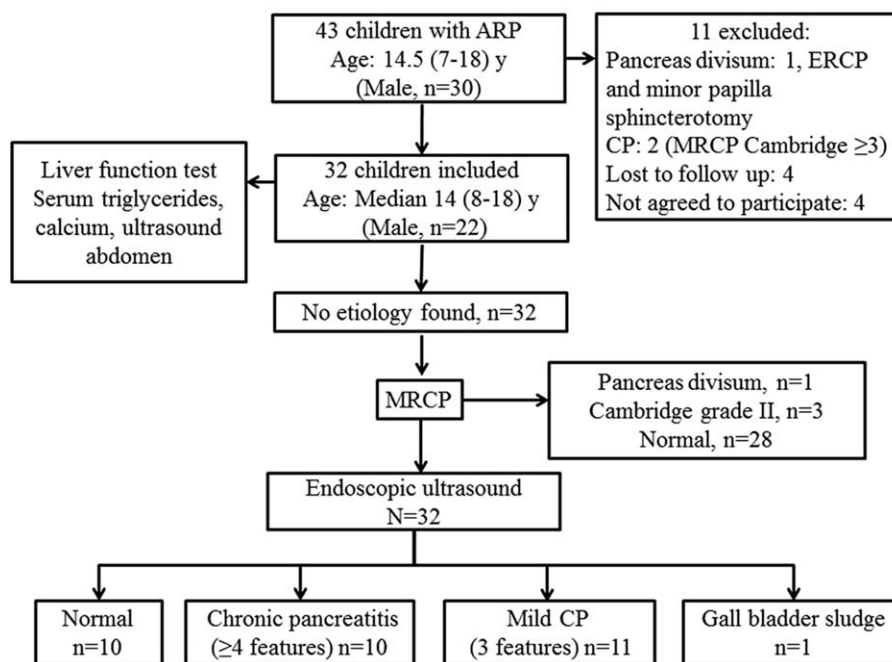 43 children with ARP
Age: 14.5 (7-18) y
(Male, n=30)
11 excluded:
Pancreas divisum: 1, ERCP
and minor papilla
sphincterotomy
CP: 2 (MRCP Cambridge ≥3)
Lost to follow up: 4
Not agreed to participate: 4
Liver function test
Serum triglycerides,
calcium, ultrasound
abdomen
32 children included
Age: Median 14 (8-18) y
(Male, n=22)
No etiology found, n=32
MRCP
Pancreas divisum, n=1
Cambridge grade II, n=3
Normal, n=28
Endoscopic ultrasound
N=32
Normal
n=10
Chronic pancreatitis
(≥4 features) n=10
Mild CP
(3 features) n=11
Gall bladder sludge
n=1